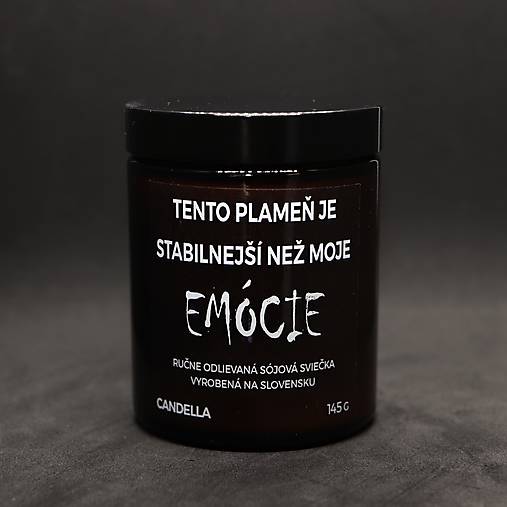 TENTO PLAMEŇ JE
STABILNEJŠÍ NEŽ MOJE
EMÓCIE
RUČNE ODLIEVANÁ SÓJOVÁ SVIEČKA
VYROBENÁ NA SLOVENSKU
CANDELLA 145 G